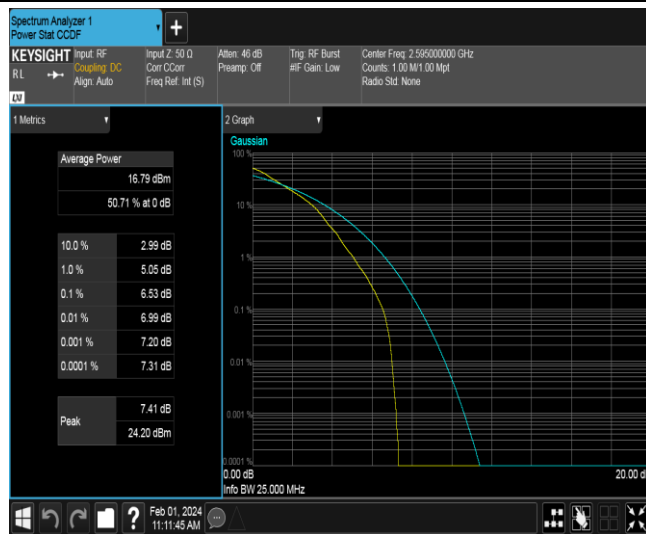 Spectrum Analyzer 1
Power Stat CCDF
KEYSIGHT
RL
Input: RF
Coupling: DC
Align: Auto
Input Z: 50 Ω
Corr CCorr
Freq Ref: Int (S)
Atten: 46 dB
Preamp: Off
Trig: RF Burst
#IF Gain: Low
Center Freq: 2.595000000 GHz
Counts: 1.00 M/1.00 Mpt
Radio Std: None
1 Metrics
Average Power
16.79 dBm
50.71 % at 0 dB
10.0 % 2.99 dB
1.0 % 5.05 dB
0.1 % 6.53 dB
0.01 % 6.99 dB
0.001 % 7.20 dB
0.0001 % 7.31 dB
Peak 7.41 dB
24.20 dBm
2 Graph
Gaussian
100 %
10 %
1 %
0.1 %
0.01 %
0.001 %
0.0001 %
0.00 dB 20.00 d
Info BW 25.000 MHz
?
Feb 01, 2024
11:11:45 AM